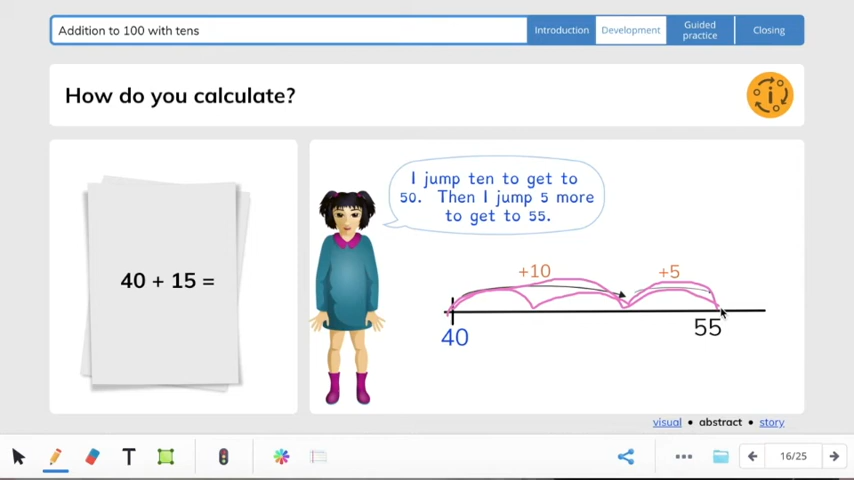 Addition to 100 with tens
Introduction
Development
Guided
practice
Closing
How do you calculate?
40 + 15 =
I jump ten to get to
50. Then I jump 5 more
to get to 55.
+10
+5
40
55
visual • abstract • story
T
16/25